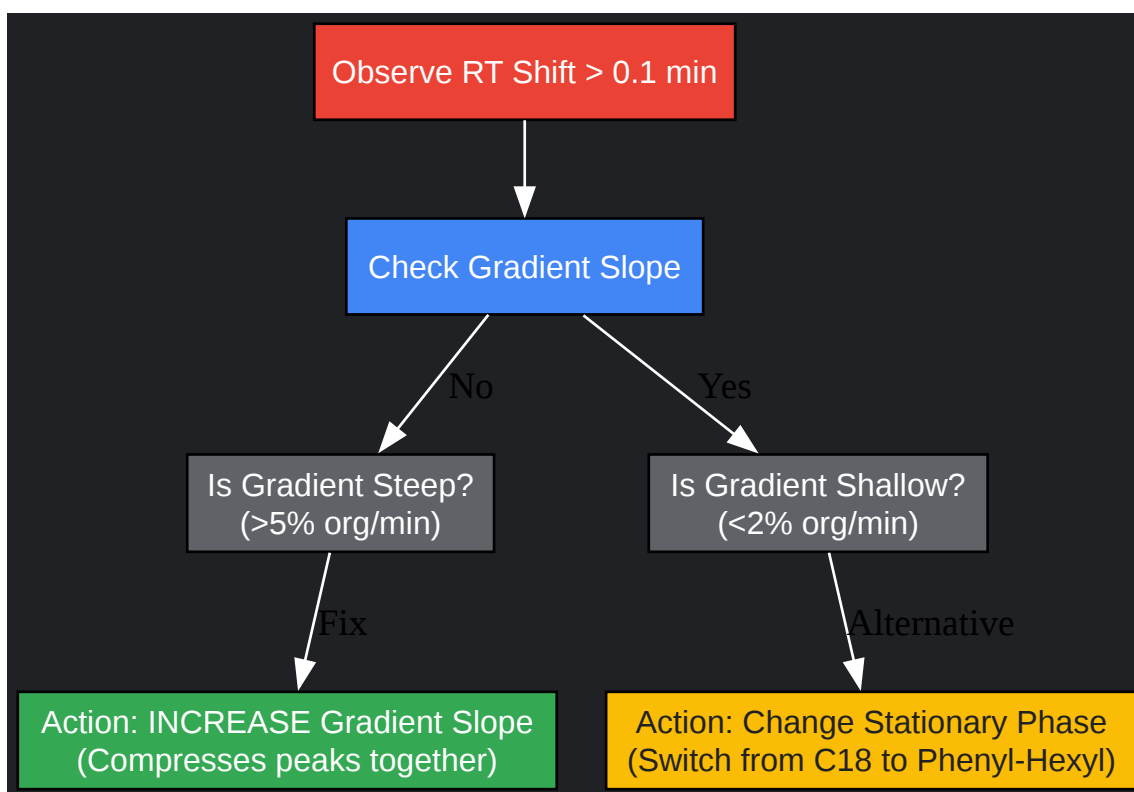 Observe RT Shift > 0.1 min
Check Gradient Slope
No
Yes
Is Gradient Steep?
(>5% org/min)
Is Gradient Shallow?
(<2% org/min)
Fix
Alternative
Action: INCREASE Gradient Slope
(Compresses peaks together)
Action: Change Stationary Phase
(Switch from C18 to Phenyl-Hexyl)